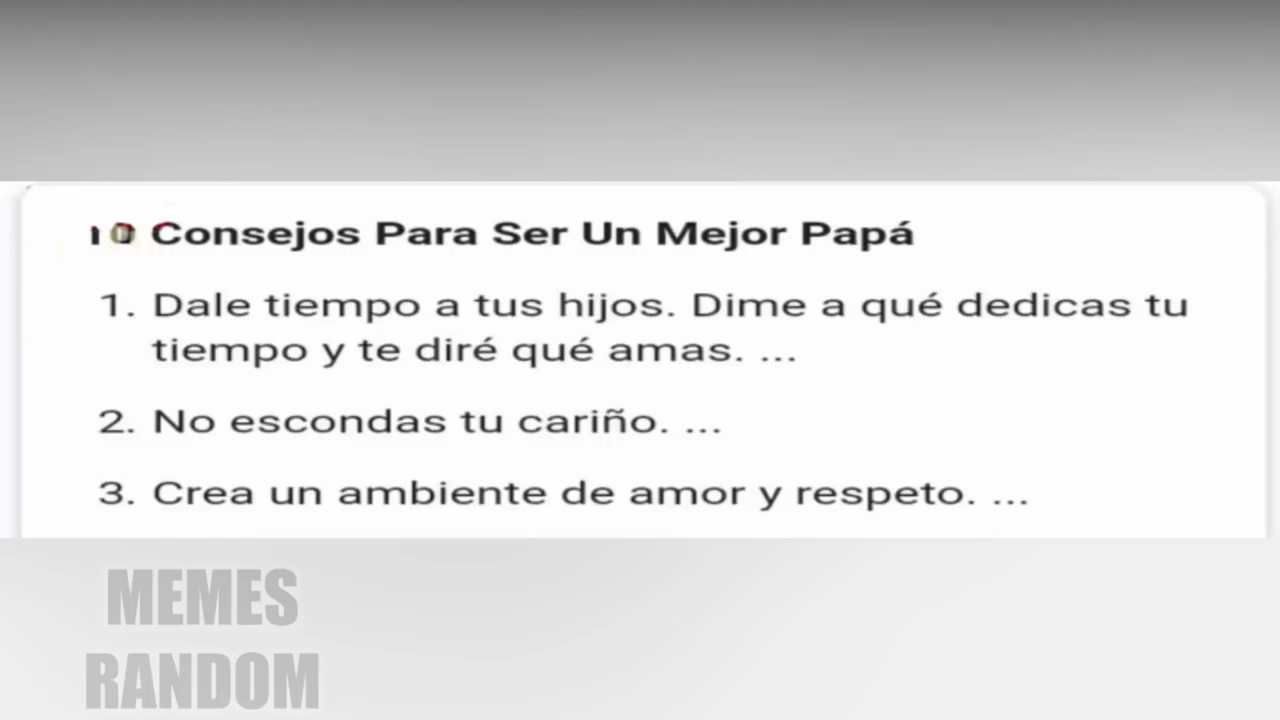 10 Consejos Para Ser Un Mejor Papá
1. Dale tiempo a tus hijos. Dime a qué dedicas tu
tiempo y te diré qué amas. ...
2. No escondas tu cariño. ...
3. Crea un ambiente de amor y respeto. ...
MEMES
RANDOM